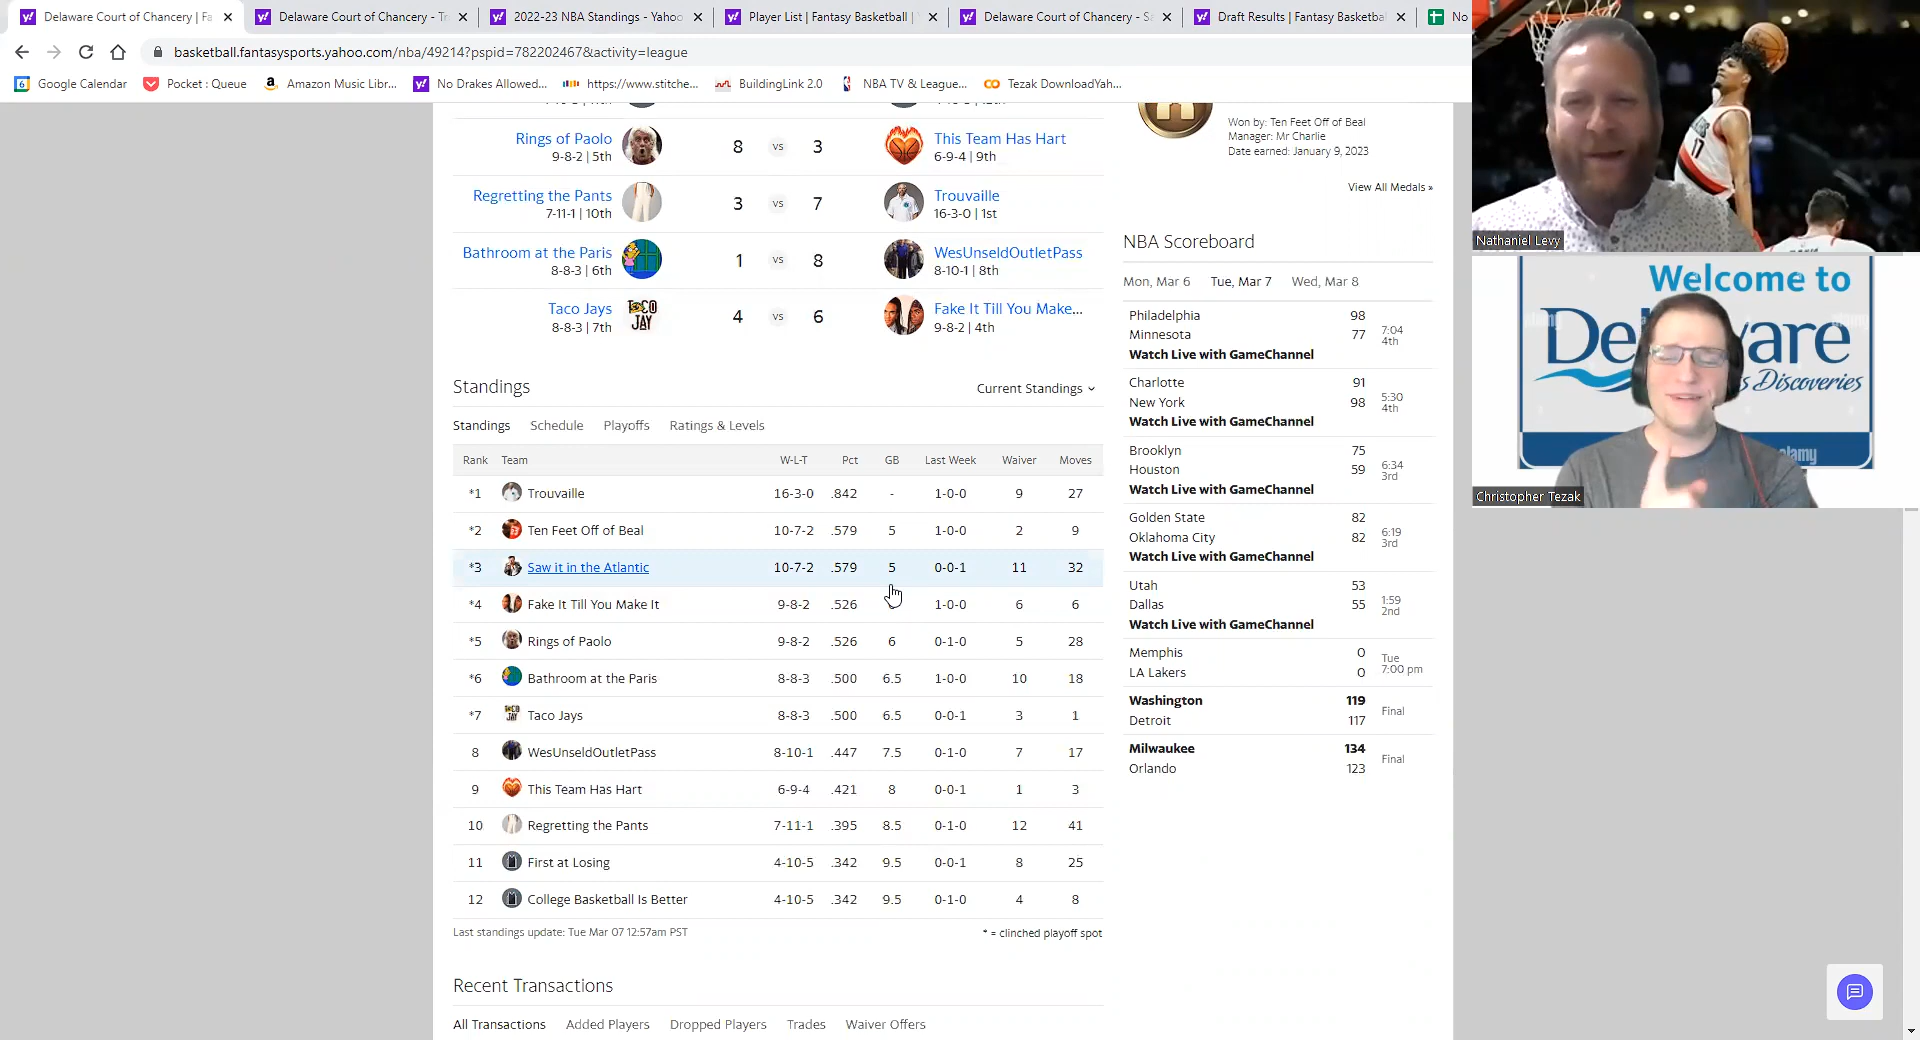 Delaware Court of Chancery | Fa
Delaware Court of Chancery - Tr
2022-23 NBA Standings - Yahoo
Player List | Fantasy Basketball |
Delaware Court of Chancery - S
Draft Results | Fantasy Basketba
No
basketball.fantasysports.yahoo.com/nba/49214?pspid=782202467&activity=league
Google Calendar
Pocket : Queue
Amazon Music Libr...
No Drakes Allowed...
https://www.stitche...
BuildingLink 2.0
NBA TV & League...
Tezak DownloadYah...
Rings of Paolo 8 vs 3 This Team Has Hart
9-8-2 | 5th 6-9-4 | 9th
Regretting the Pants 3 vs 7 Trouvaille
7-11-1 | 10th 16-3-0 | 1st
Bathroom at the Paris 1 vs 8 WesUnseldOutletPass
8-8-3 | 6th 8-10-1 | 8th
Taco Jays TACO JAY 4 vs 6 Fake It Till You Make...
8-8-3 | 7th 9-8-2 | 4th
Standings
Current Standings
Standings Schedule Playoffs Ratings & Levels
Rank Team W-L-T Pct GB Last Week Waiver Moves
*1 Trouvaille 16-3-0 .842 - 1-0-0 9 27
*2 Ten Feet Off of Beal 10-7-2 .579 5 1-0-0 2 9
*3 Saw it in the Atlantic 10-7-2 .579 5 0-0-1 11 32
*4 Fake It Till You Make It 9-8-2 .526 1-0-0 6 6
*5 Rings of Paolo 9-8-2 .526 6 0-1-0 5 28
*6 Bathroom at the Paris 8-8-3 .500 6.5 1-0-0 10 18
*7 Taco Jays 8-8-3 .500 6.5 0-0-1 3 1
8 WesUnseldOutletPass 8-10-1 .447 7.5 0-1-0 7 17
9 This Team Has Hart 6-9-4 .421 8 0-0-1 1 3
10 Regretting the Pants 7-11-1 .395 8.5 0-1-0 12 41
11 First at Losing 4-10-5 .342 9.5 0-0-1 8 25
12 College Basketball Is Better 4-10-5 .342 9.5 0-1-0 4 8
Last standings update: Tue Mar 07 12:57am PST
* = clinched playoff spot
Recent Transactions
All Transactions Added Players Dropped Players Trades Waiver Offers
Won by: Ten Feet Off of Beal
Manager: Mr Charlie
Date earned: January 9, 2023
View All Medals »
NBA Scoreboard
Mon, Mar 6 Tue, Mar 7 Wed, Mar 8
Philadelphia 98
Minnesota 77
7:04
4th
Watch Live with GameChannel
Charlotte 91
New York 98
5:30
4th
Watch Live with GameChannel
Brooklyn 75
Houston 59
6:34
3rd
Watch Live with GameChannel
Golden State 82
Oklahoma City 82
6:19
3rd
Watch Live with GameChannel
Utah 53
Dallas 55
1:59
2nd
Watch Live with GameChannel
Memphis 0
LA Lakers 0
Tue
7:00 pm
Washington 119
Detroit 117
Final
Milwaukee 134
Orlando 123
Final
17
Nathaniel Levy
Welcome to
Discoveries
alamy
Christopher Tezak